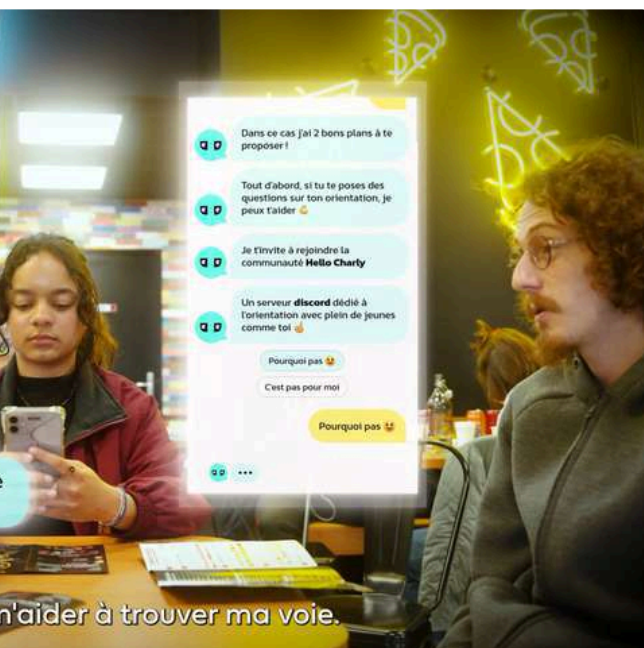 Dans ce cas j'ai 2 bons plans à te
proposer !
Tout d'abord, si tu te poses des
questions sur ton orientation, je
peux t'aider 💪
Je t'invite à rejoindre la
communauté Hello Charly
Un serveur discord dédié à
l'orientation avec plein de jeunes
comme toi ☝️
Pourquoi pas 😉
C'est pas pour moi
Pourquoi pas 😉
e
m'aider à trouver ma voie.